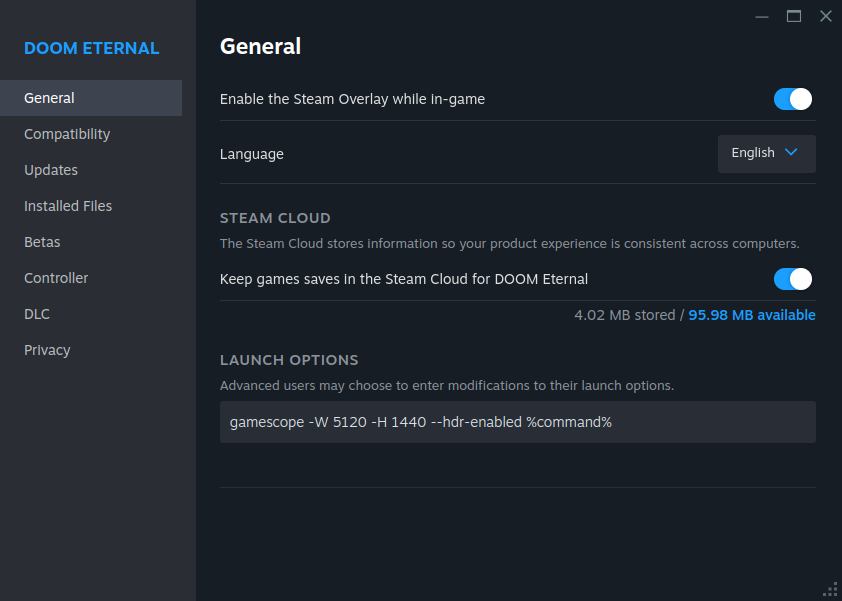 DOOM ETERNAL
General
Compatibility
Updates
Installed Files
Betas
Controller
DLC
Privacy
General
Enable the Steam Overlay while in-game
Language
English
STEAM CLOUD
The Steam Cloud stores information so your product experience is consistent across computers.
Keep games saves in the Steam Cloud for DOOM Eternal
4.02 MB stored / 95.98 MB available
LAUNCH OPTIONS
Advanced users may choose to enter modifications to their launch options.
gamescope -W 5120 -H 1440 --hdr-enabled %command%